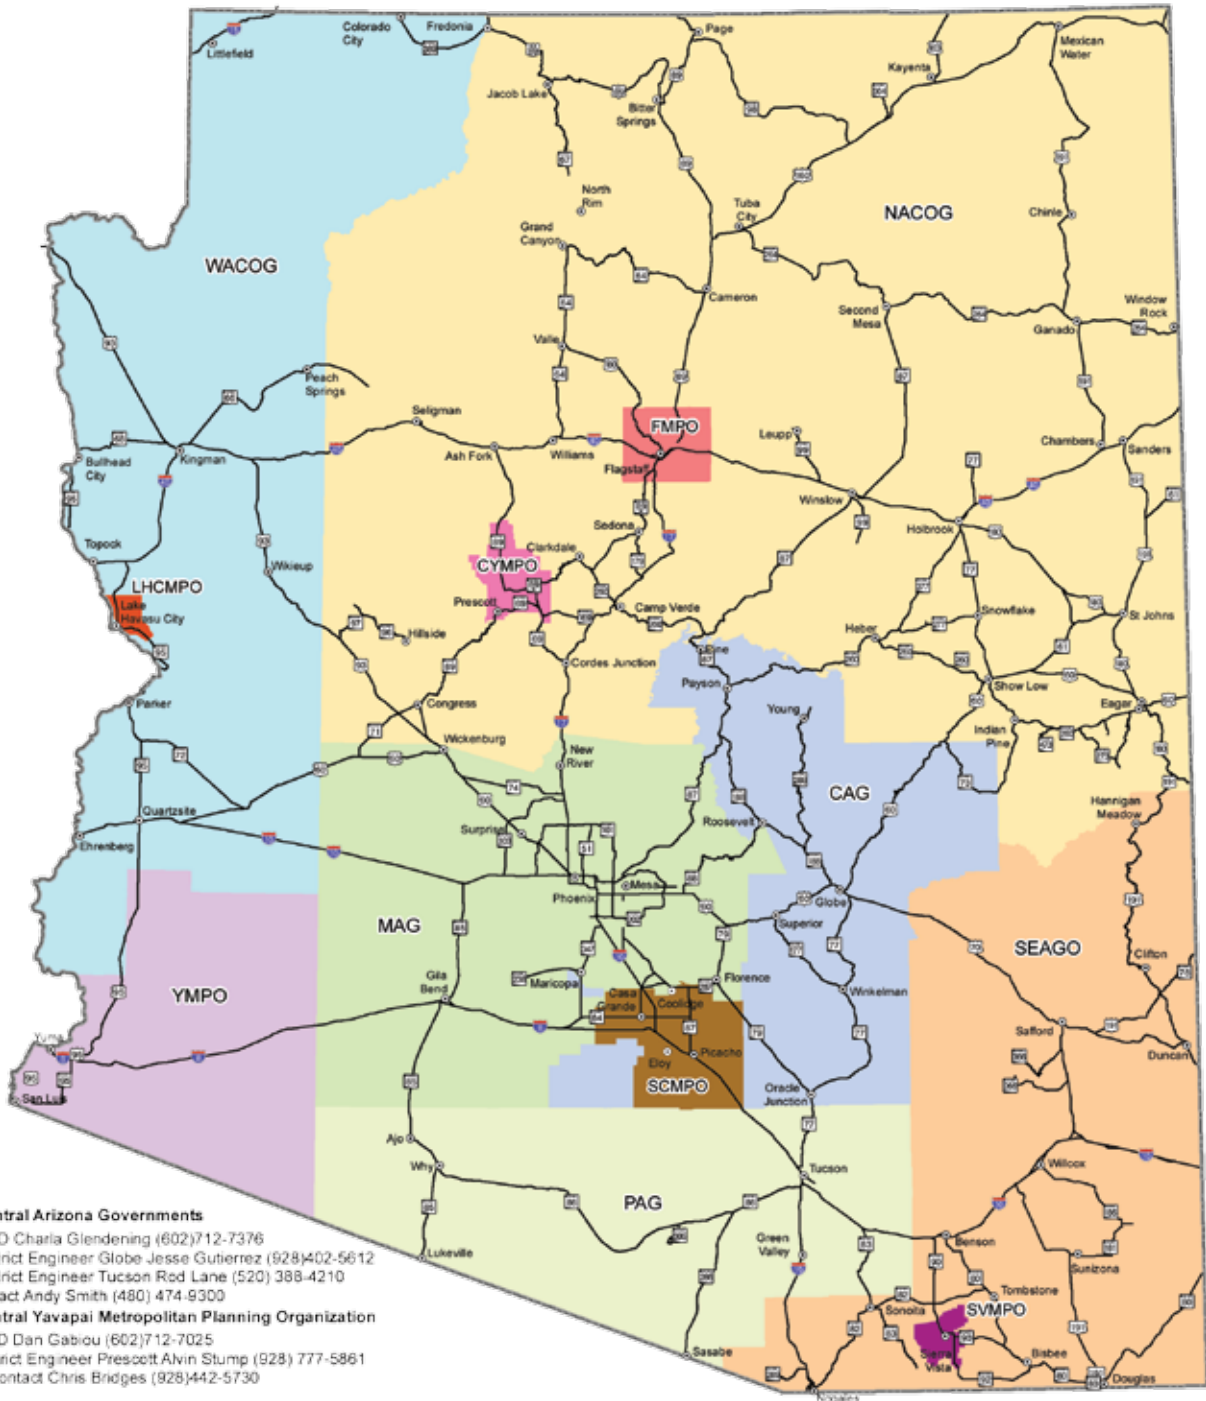 Colorado
City
Fredonia
Page
Mexican
Water
Littlefield
Kayenta
Jacob Lake
Bitter
Springs
North
Rim
Tuba
City
NACOG
Chinle
Grand
Canyon
WACOG
Cameron
Second
Mesa
Window
Rock
Ganado
Valle
Peach
Springs
Seligman
FMPO
Leupp
Chambers
Sanders
Kingman
Bullhead
City
Ash Fork
Williams
Flagstaff
Winslow
Holbrook
Sedona
Topock
Clarkdale
Wikieup
CYMPO
LHCMPO
Lake
Havasu City
Prescott
Camp Verde
Snowflake
St Johns
Hillside
Heber
Pine
Cordes Junction
Payson
Show Low
Parker
Congress
Young
Eager
Indian
Pine
Wickenburg
New
River
CAG
Hannigan
Meadow
Quartzsite
Surprise
Roosevelt
Ehrenberg
Mesa
Phoenix
Globe
Superior
MAG
SEAGO
Clifton
YMPO
Gila
Bend
Maricopa
Florence
Casa
Grande
Coolidge
Winkelman
Safford
Yuma
Picacho
Duncan
Eloy
SCMPO
Oracle
Junction
San Luis
Ajo
Why
Tucson
Willcox
PAG
Green
Valley
Benson
Lukeville
Sunizona
Tombstone
Sonoita
SVMPO
Sierra
Vista
Sasabe
Bisbee
Douglas
Nogales
ntral Arizona Governments
D Charla Glendening (602)712-7376
rict Engineer Globe Jesse Gutierrez (928)402-5612
rict Engineer Tucson Rod Lane (520) 388-4210
act Andy Smith (480) 474-9300
ntral Yavapai Metropolitan Planning Organization
D Dan Gabiou (602)712-7025
rict Engineer Prescott Alvin Stump (928) 777-5861
ontact Chris Bridges (928)442-5730